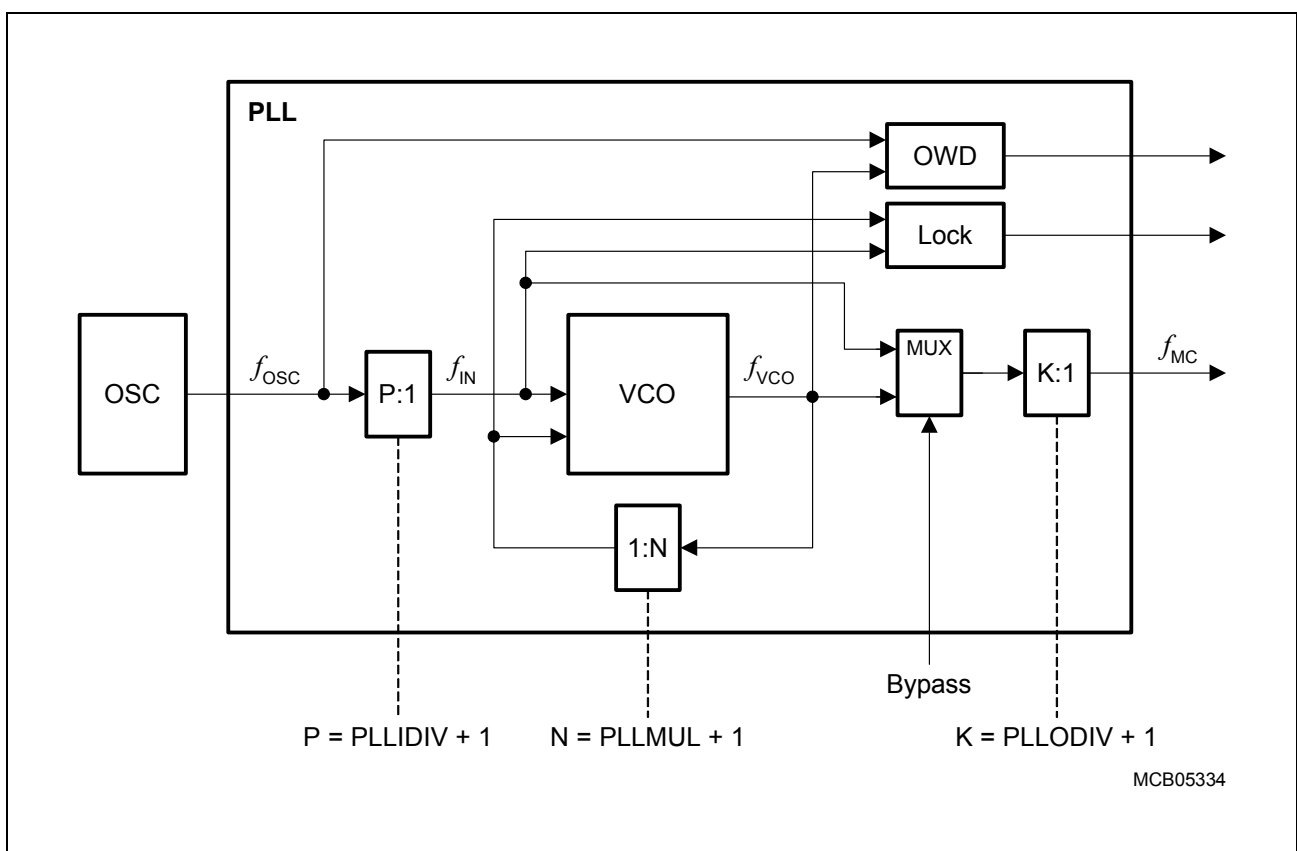 PLL
OWD
Lock
OSC
fOSC
P:1
fIN
VCO
fVCO
MUX
K:1
fMC
1:N
Bypass
P = PLLIDIV + 1
N = PLLMUL + 1
K = PLLODIV + 1
MCB05334